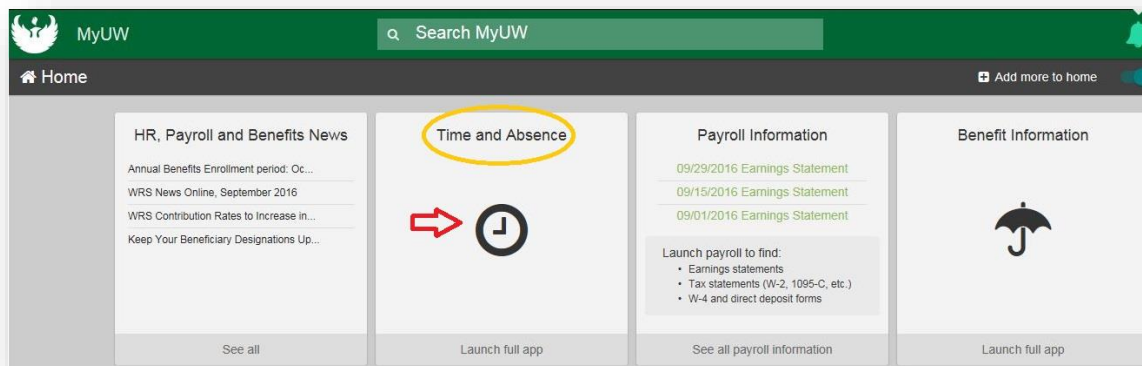 MyUW
Search MyUW
Home
Add more to home
HR, Payroll and Benefits News
Annual Benefits Enrollment period: Oc...
WRS News Online, September 2016
WRS Contribution Rates to Increase in...
Keep Your Beneficiary Designations Up...
See all
Time and Absence
Launch full app
Payroll Information
09/29/2016 Earnings Statement
09/15/2016 Earnings Statement
09/01/2016 Earnings Statement
Launch payroll to find:
• Earnings statements
• Tax statements (W-2, 1095-C, etc.)
• W-4 and direct deposit forms
See all payroll information
Benefit Information
Launch full app